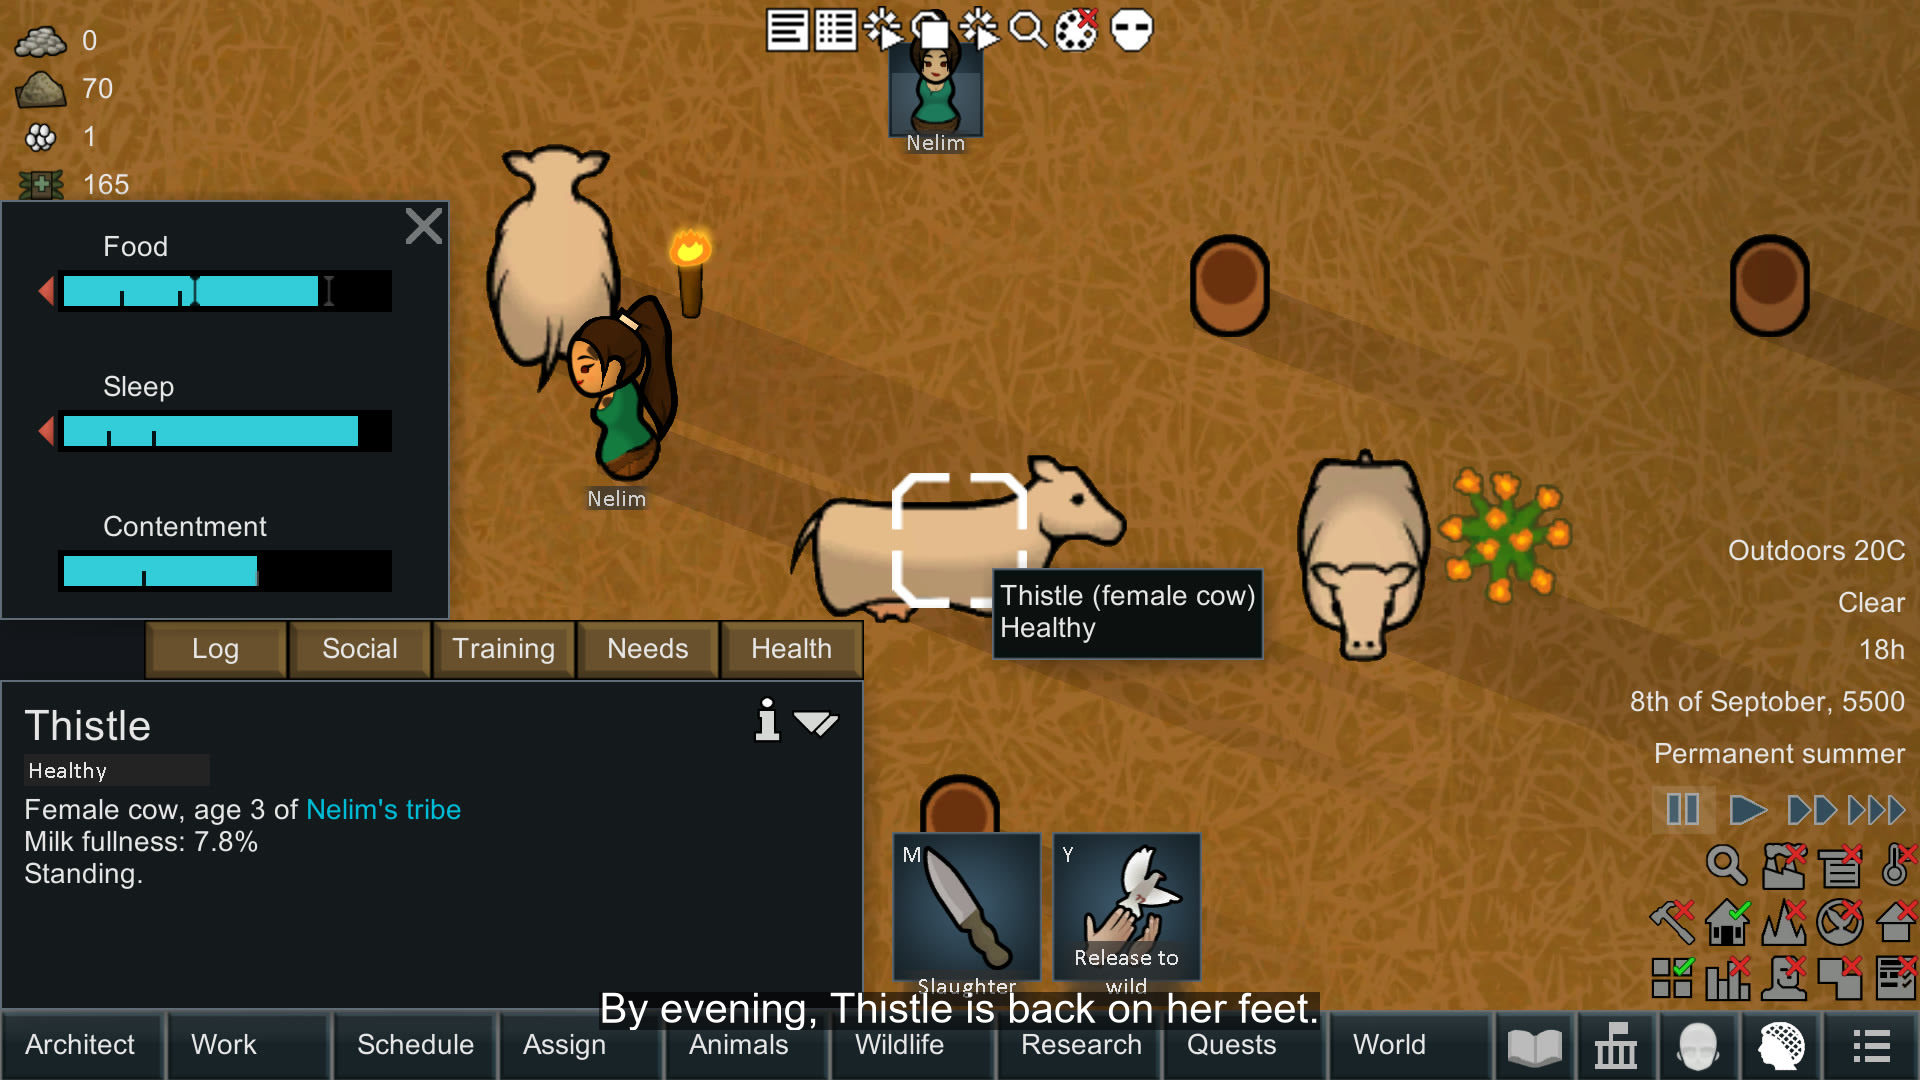 0
70
1
165
Nelim
Food
Sleep
Contentment
Nelim
Thistle (female cow)
Healthy
Log
Social
Training
Needs
Health
Thistle
Healthy
Female cow, age 3 of Nelim's tribe
Milk fullness: 7.8%
Standing.
M
Slaughter
Y
Release to
wild
Outdoors 20C
Clear
18h
8th of Septober, 5500
Permanent summer
By evening, Thistle is back on her feet.
Architect
Work
Schedule
Assign
Animals
Wildlife
Research
Quests
World